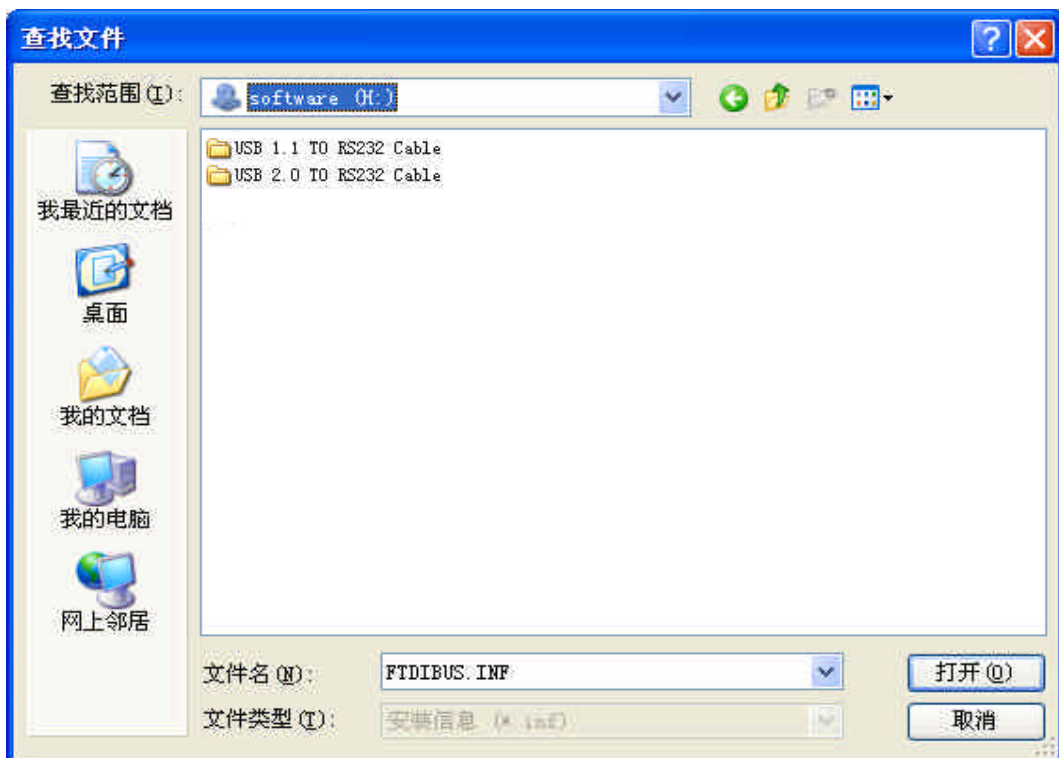 查找文件
查找范围(I):
software (H:)
USB 1.1 TO RS232 Cable
USB 2.0 TO RS232 Cable
我最近的文档
桌面
我的文档
我的电脑
网上邻居
文件名(N):
FTDIBUS.INF
打开(O)
文件类型(T):
安装信息 (*.inf)
取消